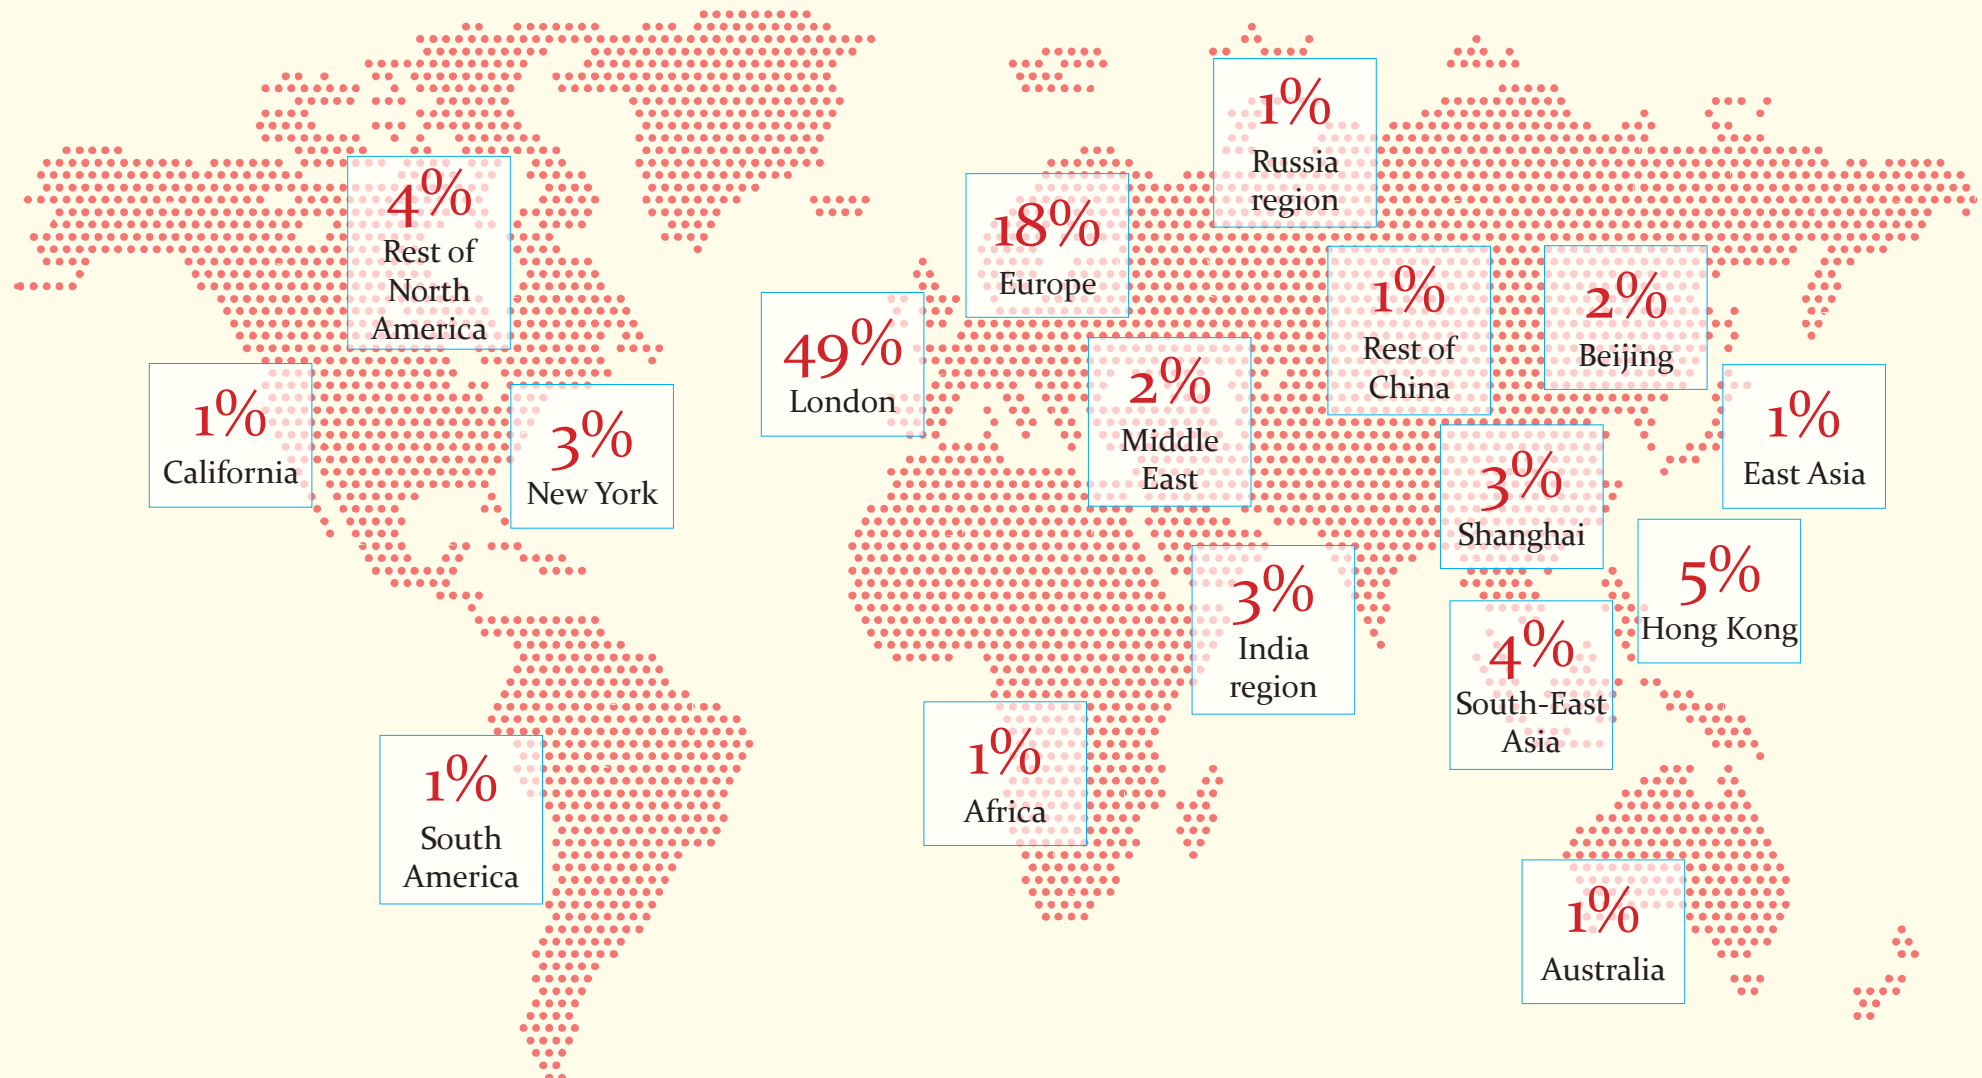 1%
Russia
region
4%
Rest of
North
America
18%
Europe
1%
Rest of
China
2%
Beijing
49%
London
2%
Middle
East
1%
California
3%
New York
1%
East Asia
3%
Shanghai
5%
Hong Kong
3%
India
region
4%
South-East
Asia
1%
Africa
1%
South
America
1%
Australia